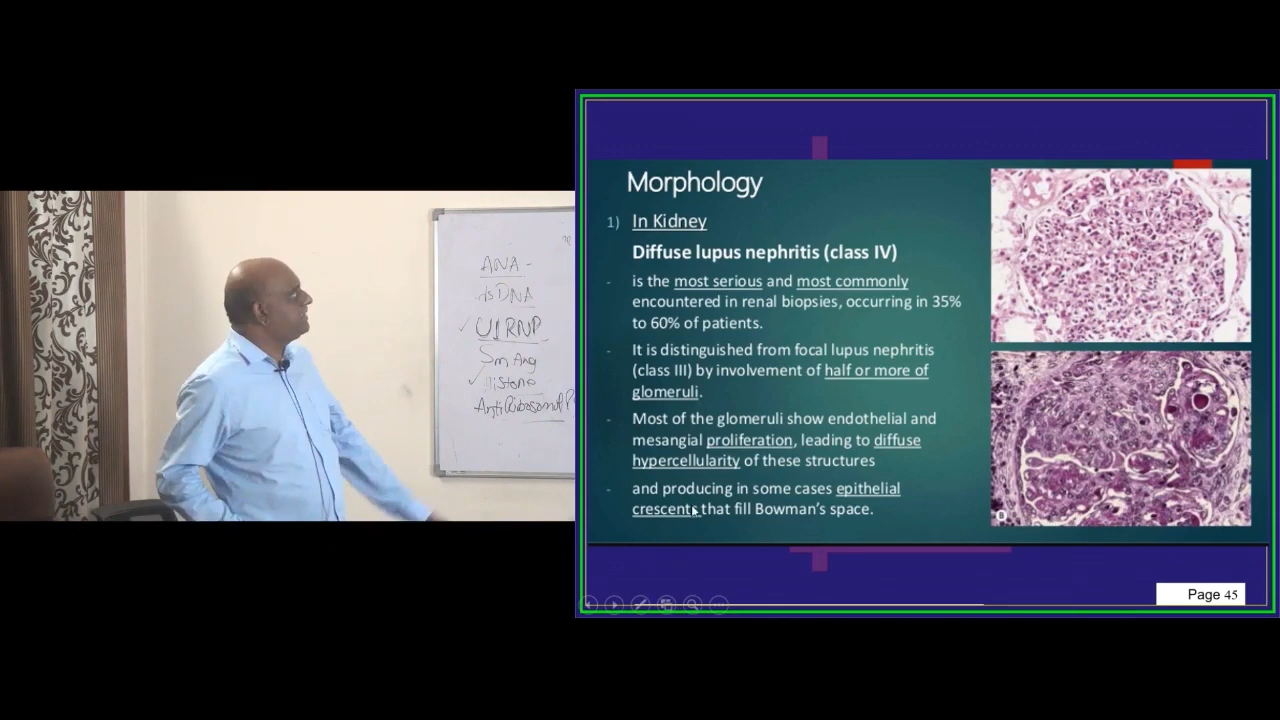 ANA -
ds DNA
U1RNP
Sm Ang
Histone
Morphology
1) In Kidney
Diffuse lupus nephritis (class IV)
- is the most serious and most commonly
encountered in renal biopsies, occurring in 35%
to 60% of patients.
- It is distinguished from focal lupus nephritis
(class III) by involvement of half or more of
glomeruli.
- Most of the glomeruli show endothelial and
mesangial proliferation, leading to diffuse
hypercellularity of these structures
- and producing in some cases epithelial
crescents that fill Bowman's space.
Page 45